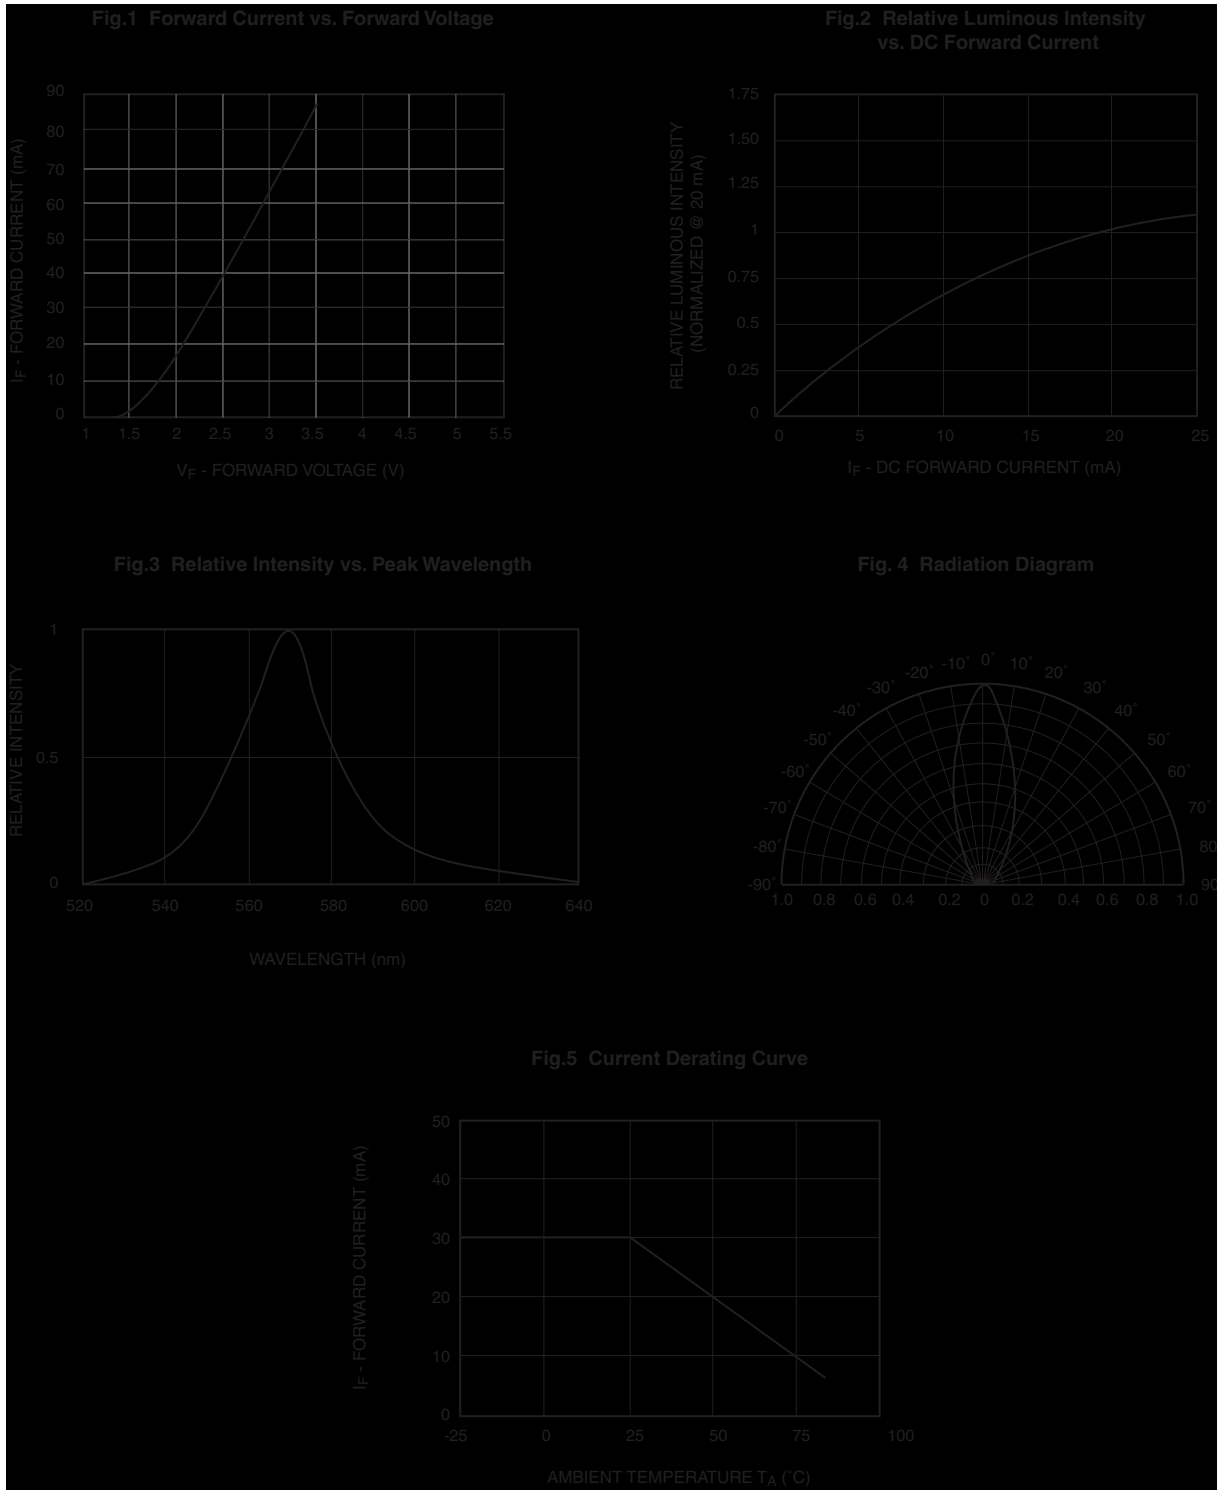 Fig.1 Forward Current vs. Forward Voltage
90
80
70
60
50
40
30
20
10
0
IF - FORWARD CURRENT (mA)
1 1.5 2 2.5 3 3.5 4 4.5 5 5.5
VF - FORWARD VOLTAGE (V)
Fig.2 Relative Luminous Intensity
vs. DC Forward Current
1.75
1.50
1.25
1
0.75
0.5
0.25
0
RELATIVE LUMINOUS INTENSITY
(NORMALIZED @ 20 mA)
0 5 10 15 20 25
IF - DC FORWARD CURRENT (mA)
Fig.3 Relative Intensity vs. Peak Wavelength
1
0.5
0
RELATIVE INTENSITY
520 540 560 580 600 620 640
WAVELENGTH (nm)
Fig. 4 Radiation Diagram
-90˚ -80˚ -70˚ -60˚ -50˚ -40˚ -30˚ -20˚ -10˚ 0˚ 10˚ 20˚ 30˚ 40˚ 50˚ 60˚ 70˚ 80 90
1.0 0.8 0.6 0.4 0.2 0 0.2 0.4 0.6 0.8 1.0
Fig.5 Current Derating Curve
50
40
30
20
10
0
IF - FORWARD CURRENT (mA)
-25 0 25 50 75 100
AMBIENT TEMPERATURE TA (˚C)